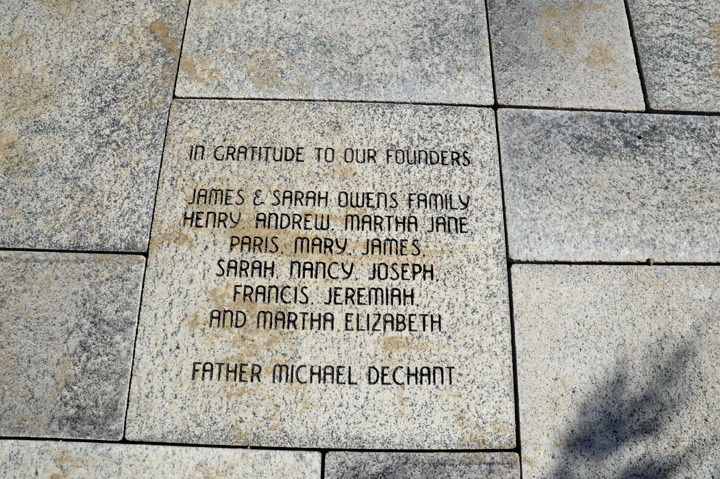 IN GRATITUDE TO OUR FOUNDERS
JAMES & SARAH OWENS FAMILY
HENRY, ANDREW, MARTHA JANE
PARIS, MARY, JAMES,
SARAH, NANCY, JOSEPH,
FRANCIS, JEREMIAH,
AND MARTHA ELIZABETH
FATHER MICHAEL DECHANT